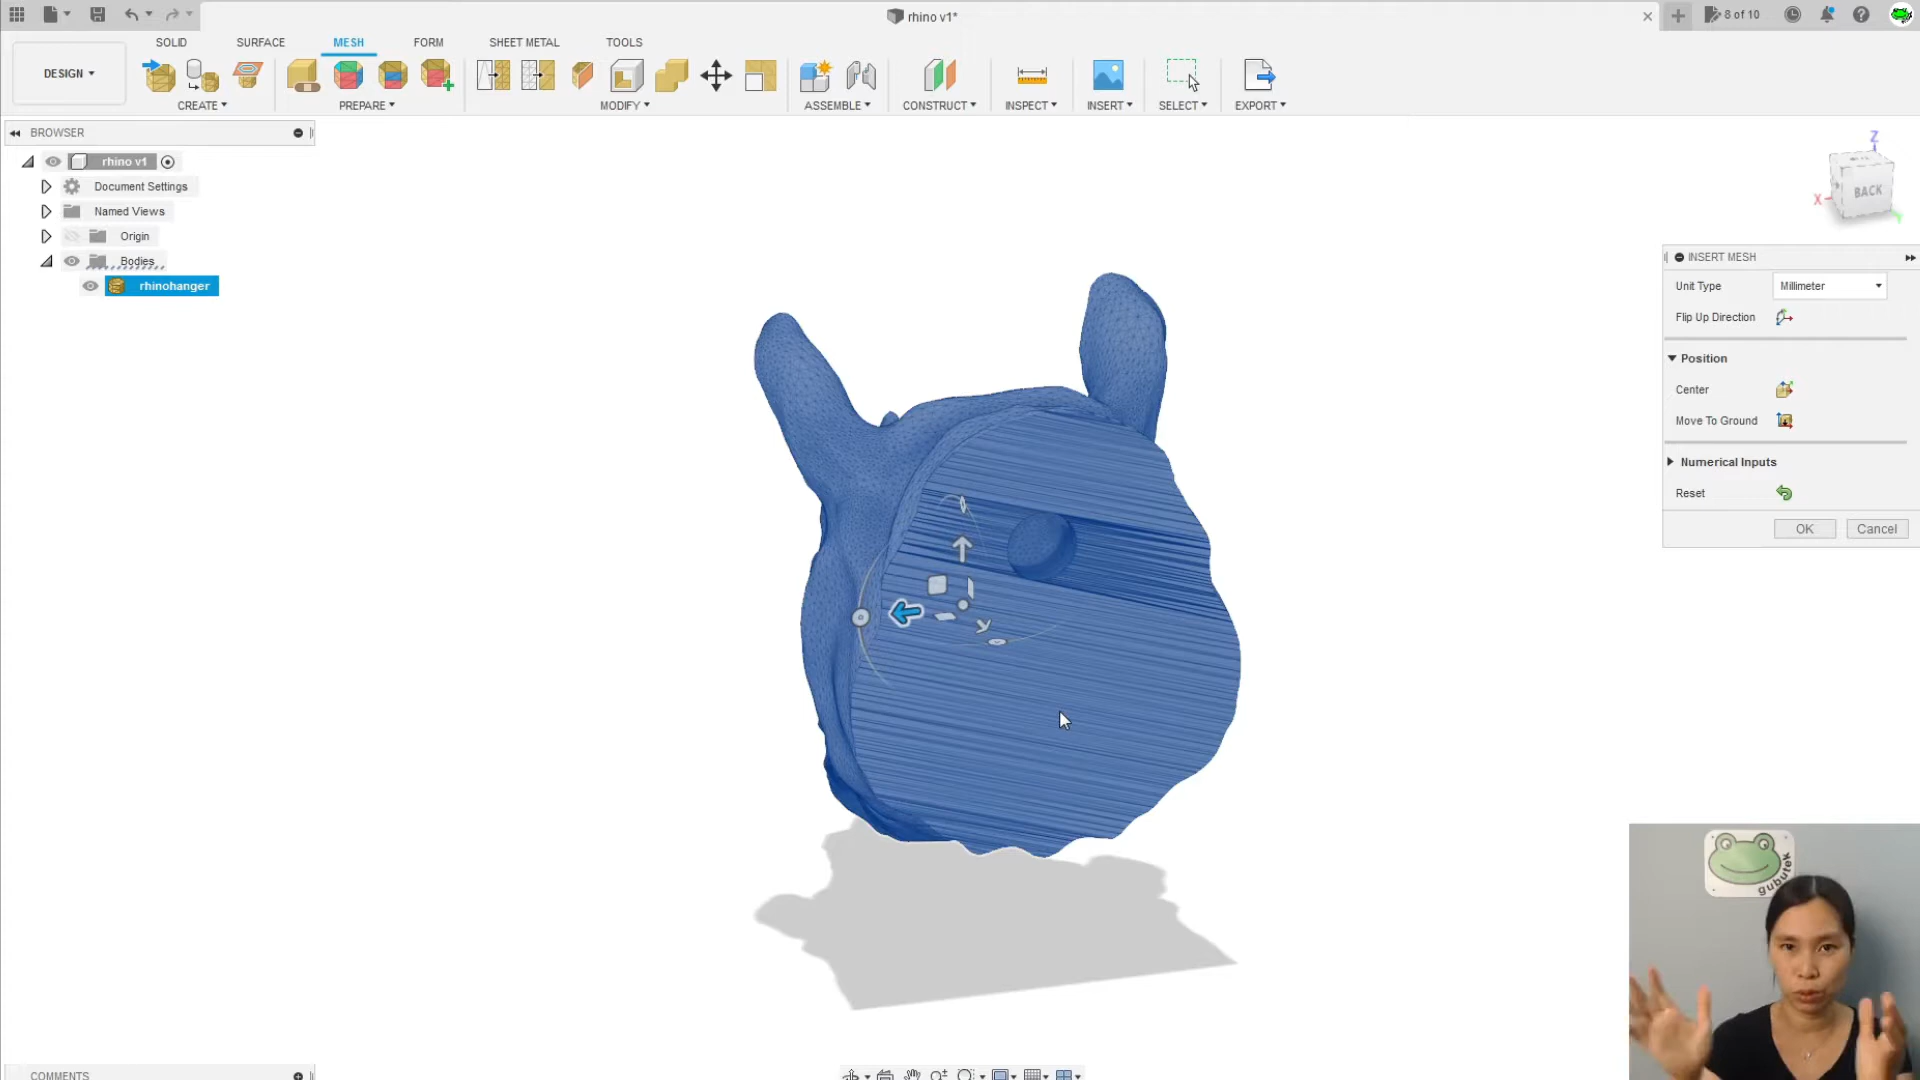 rhino v1*
8 of 10
SOLID SURFACE MESH FORM SHEET METAL TOOLS
DESIGN
CREATE PREPARE MODIFY ASSEMBLE CONSTRUCT INSPECT INSERT SELECT EXPORT
BROWSER
rhino v1
Document Settings
Named Views
Origin
Bodies
rhinohanger
Z
X
BACK
INSERT MESH
Unit Type Millimeter
Flip Up Direction
Position
Center
Move To Ground
Numerical Inputs
Reset
OK Cancel
gubutek
COMMENTS